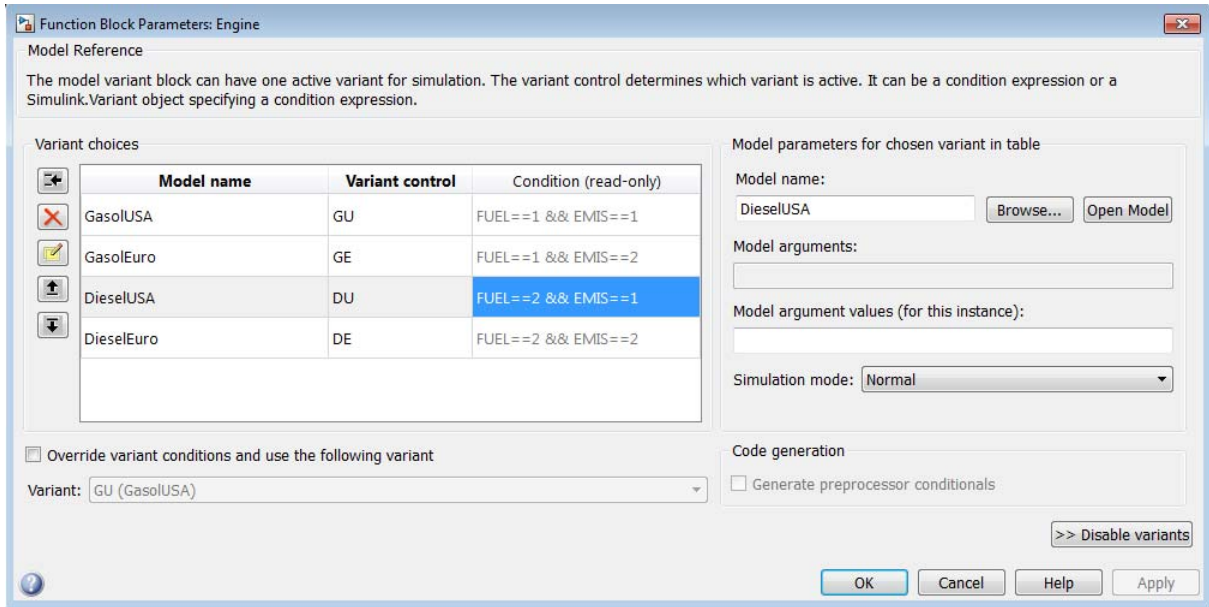 Function Block Parameters: Engine
Model Reference
The model variant block can have one active variant for simulation. The variant control determines which variant is active. It can be a condition expression or a
Simulink.Variant object specifying a condition expression.
Variant choices
Model name Variant control Condition (read-only)
GasolUSA GU FUEL==1 && EMIS==1
GasolEuro GE FUEL==1 && EMIS==2
DieselUSA DU FUEL==2 && EMIS==1
DieselEuro DE FUEL==2 && EMIS==2
Model parameters for chosen variant in table
Model name:
DieselUSA Browse... Open Model
Model arguments:
Model argument values (for this instance):
Simulation mode: Normal
Override variant conditions and use the following variant
Variant: GU (GasolUSA)
Code generation
Generate preprocessor conditionals
>> Disable variants
? OK Cancel Help Apply